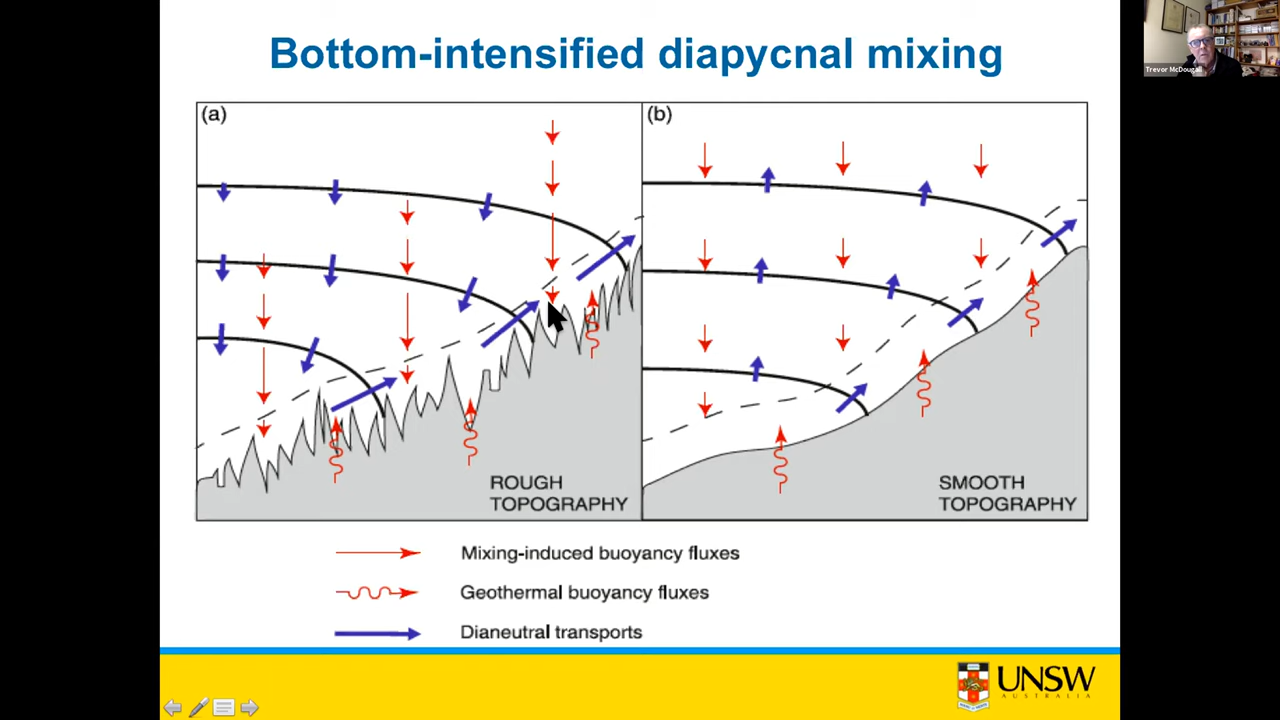 Bottom-intensified diapycnal mixing
Trevor McDougall
(a)
(b)
ROUGH
TOPOGRAPHY
SMOOTH
TOPOGRAPHY
Mixing-induced buoyancy fluxes
Geothermal buoyancy fluxes
Dianeutral transports
UNSW
AUSTRALIA